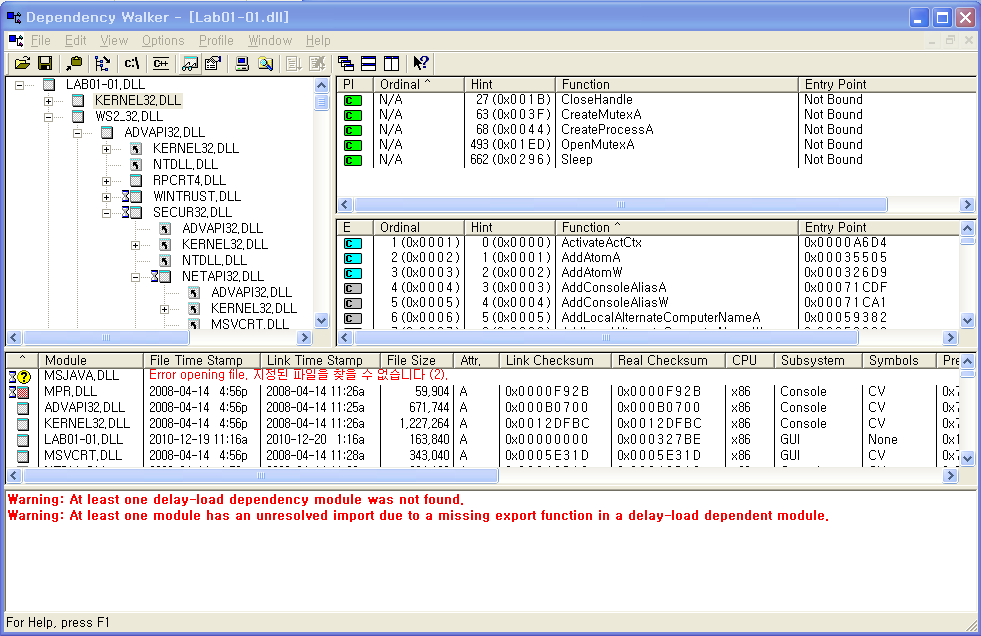 Dependency Walker - [Lab01-01.dll]
File Edit View Options Profile Window Help
c:\ C++
LAB01-01.DLL
KERNEL32.DLL
WS2_32.DLL
ADVAPI32.DLL
KERNEL32.DLL
NTDLL.DLL
RPCRT4.DLL
WINTRUST.DLL
SECUR32.DLL
ADVAPI32.DLL
KERNEL32.DLL
NTDLL.DLL
NETAPI32.DLL
ADVAPI32.DLL
KERNEL32.DLL
MSVCRT.DLL
PI Ordinal ^ Hint Function Entry Point
C N/A 27 (0x001B) CloseHandle Not Bound
C N/A 63 (0x003F) CreateMutexA Not Bound
C N/A 68 (0x0044) CreateProcessA Not Bound
C N/A 493 (0x01ED) OpenMutexA Not Bound
C N/A 662 (0x0296) Sleep Not Bound
E Ordinal Hint Function ^ Entry Point
C 1 (0x0001) 0 (0x0000) ActivateActCtx 0x0000A6D4
C 2 (0x0002) 1 (0x0001) AddAtomA 0x00035505
C 3 (0x0003) 2 (0x0002) AddAtomW 0x000326D9
C 4 (0x0004) 3 (0x0003) AddConsoleAliasA 0x00071CDF
C 5 (0x0005) 4 (0x0004) AddConsoleAliasW 0x00071CA1
C 6 (0x0006) 5 (0x0005) AddLocalAlternateComputerNameA 0x00059382
^ Module File Time Stamp Link Time Stamp File Size Attr. Link Checksum Real Checksum CPU Subsystem Symbols Pre
MSJAVA.DLL Error opening file. 지정된 파일을 찾을 수 없습니다 (2).
MPR.DLL 2008-04-14 4:56p 2008-04-14 11:26a 59,904 A 0x0000F92B 0x0000F92B x86 Console CV 0x7
ADVAPI32.DLL 2008-04-14 4:56p 2008-04-14 11:25a 671,744 A 0x000B0700 0x000B0700 x86 Console CV 0x7
KERNEL32.DLL 2008-04-14 4:56p 2008-04-14 11:26a 1,227,264 A 0x0012DFBC 0x0012DFBC x86 Console CV 0x7
LAB01-01.DLL 2010-12-19 11:16a 2010-12-20 1:16a 163,840 A 0x00000000 0x000327BE x86 GUI None 0x1
MSVCRT.DLL 2008-04-14 4:56p 2008-04-14 11:28a 343,040 A 0x0005E31D 0x0005E31D x86 GUI CV 0x7
Warning: At least one delay-load dependency module was not found.
Warning: At least one module has an unresolved import due to a missing export function in a delay-load dependent module.
For Help, press F1